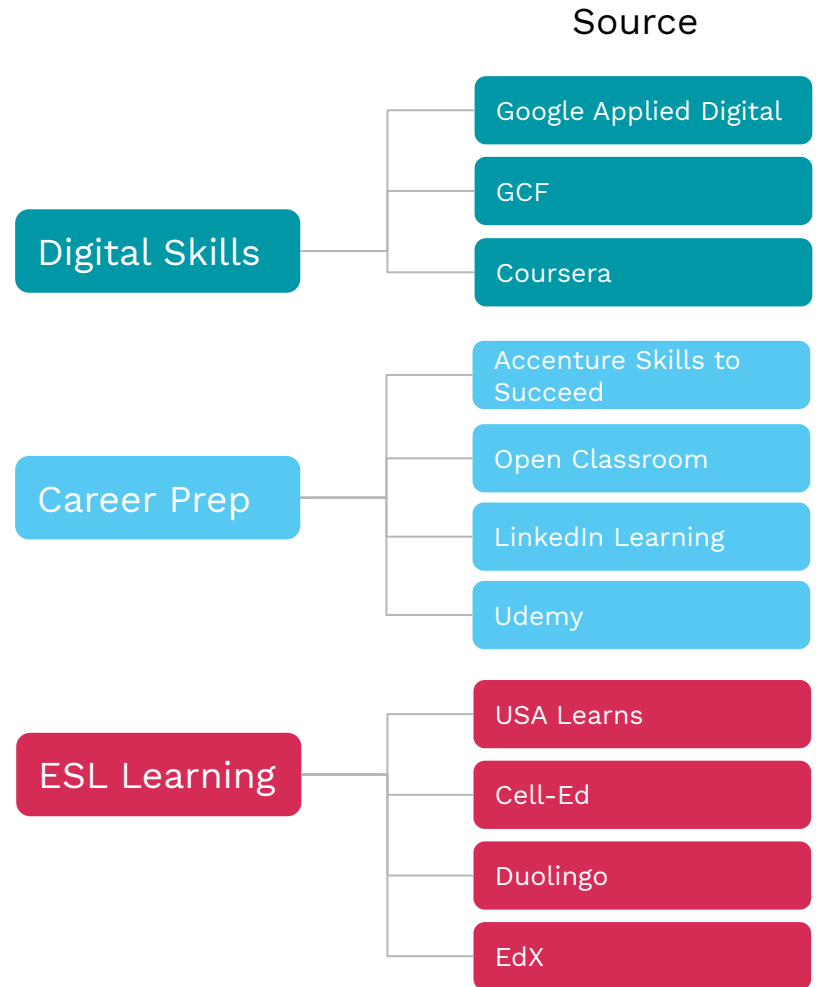 Source
Digital Skills
Google Applied Digital
GCF
Coursera
Career Prep
Accenture Skills to
Succeed
Open Classroom
LinkedIn Learning
Udemy
ESL Learning
USA Learns
Cell-Ed
Duolingo
EdX